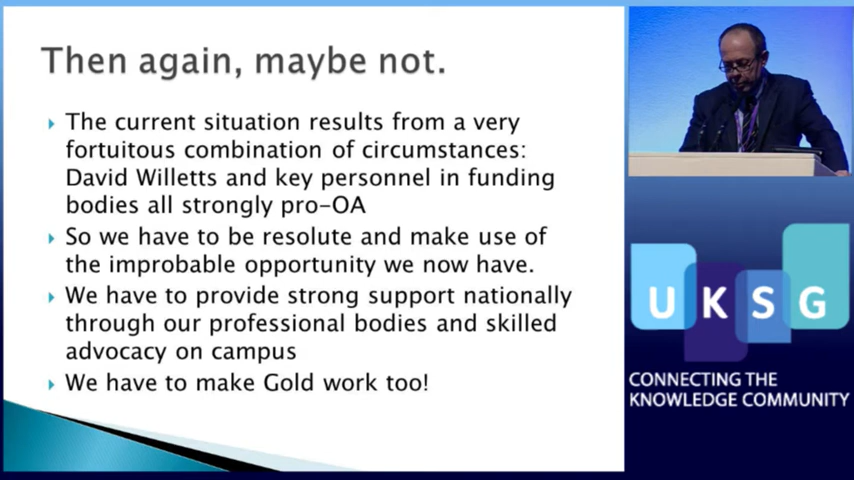 Then again, maybe not.
The current situation results from a very
fortuitous combination of circumstances:
David Willetts and key personnel in funding
bodies all strongly pro-OA
So we have to be resolute and make use of
the improbable opportunity we now have.
We have to provide strong support nationally
through our professional bodies and skilled
advocacy on campus
We have to make Gold work too!
UKSG
CONNECTING THE
KNOWLEDGE COMMUNITY